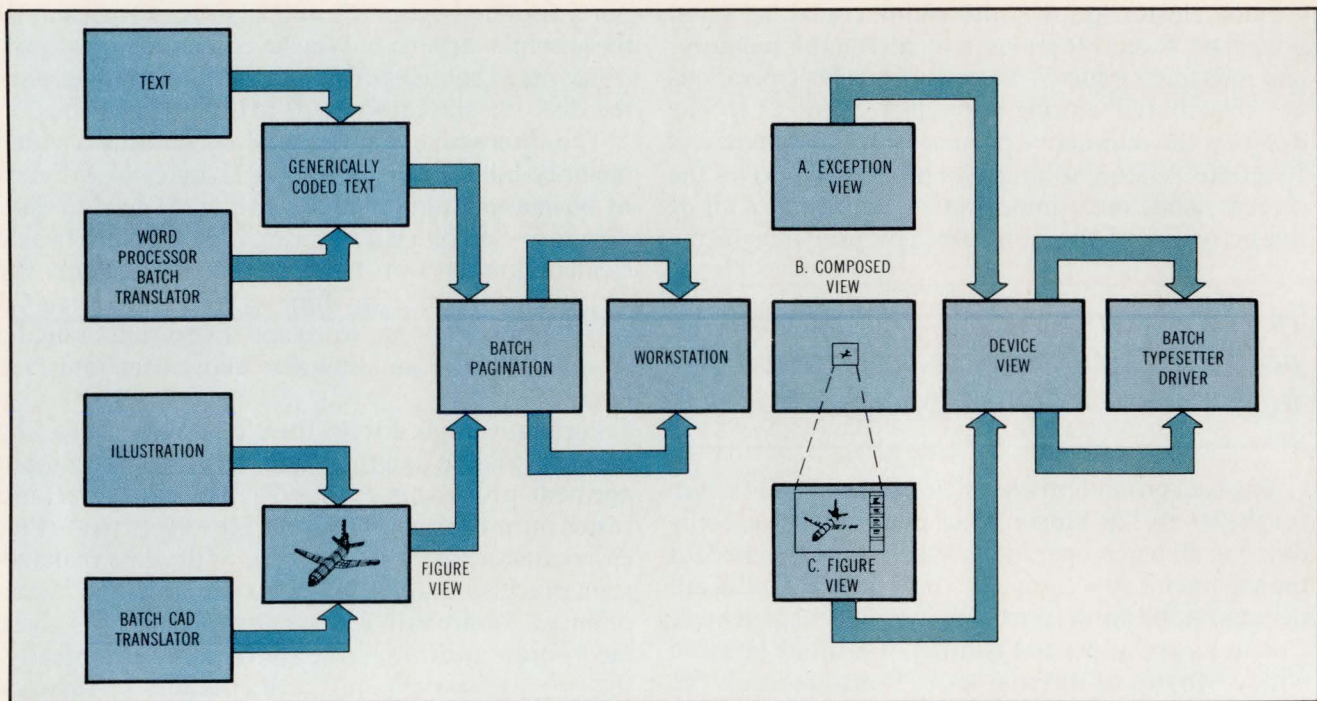 TEXT
GENERICALLY
CODED TEXT
WORD
PROCESSOR
BATCH
TRANSLATOR
ILLUSTRATION
FIGURE
VIEW
BATCH CAD
TRANSLATOR
BATCH
PAGINATION
WORKSTATION
A. EXCEPTION
VIEW
B. COMPOSED
VIEW
C. FIGURE
VIEW
DEVICE
VIEW
BATCH
TYPESETTER
DRIVER